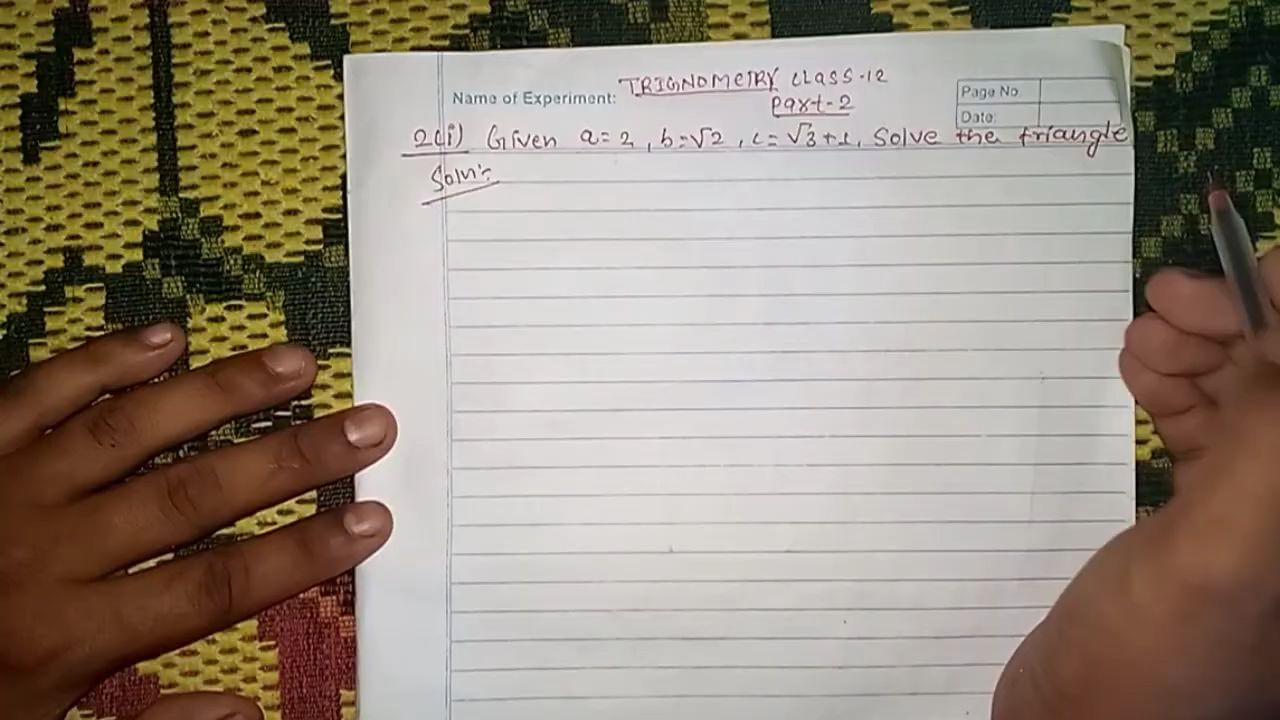 TRIGNOMETRY CLASS-12
Name of Experiment:
Part-2
Page No
Date:
2(i) Given a=2, b=√2, c=√3+1, Solve the triangle
Soln:-